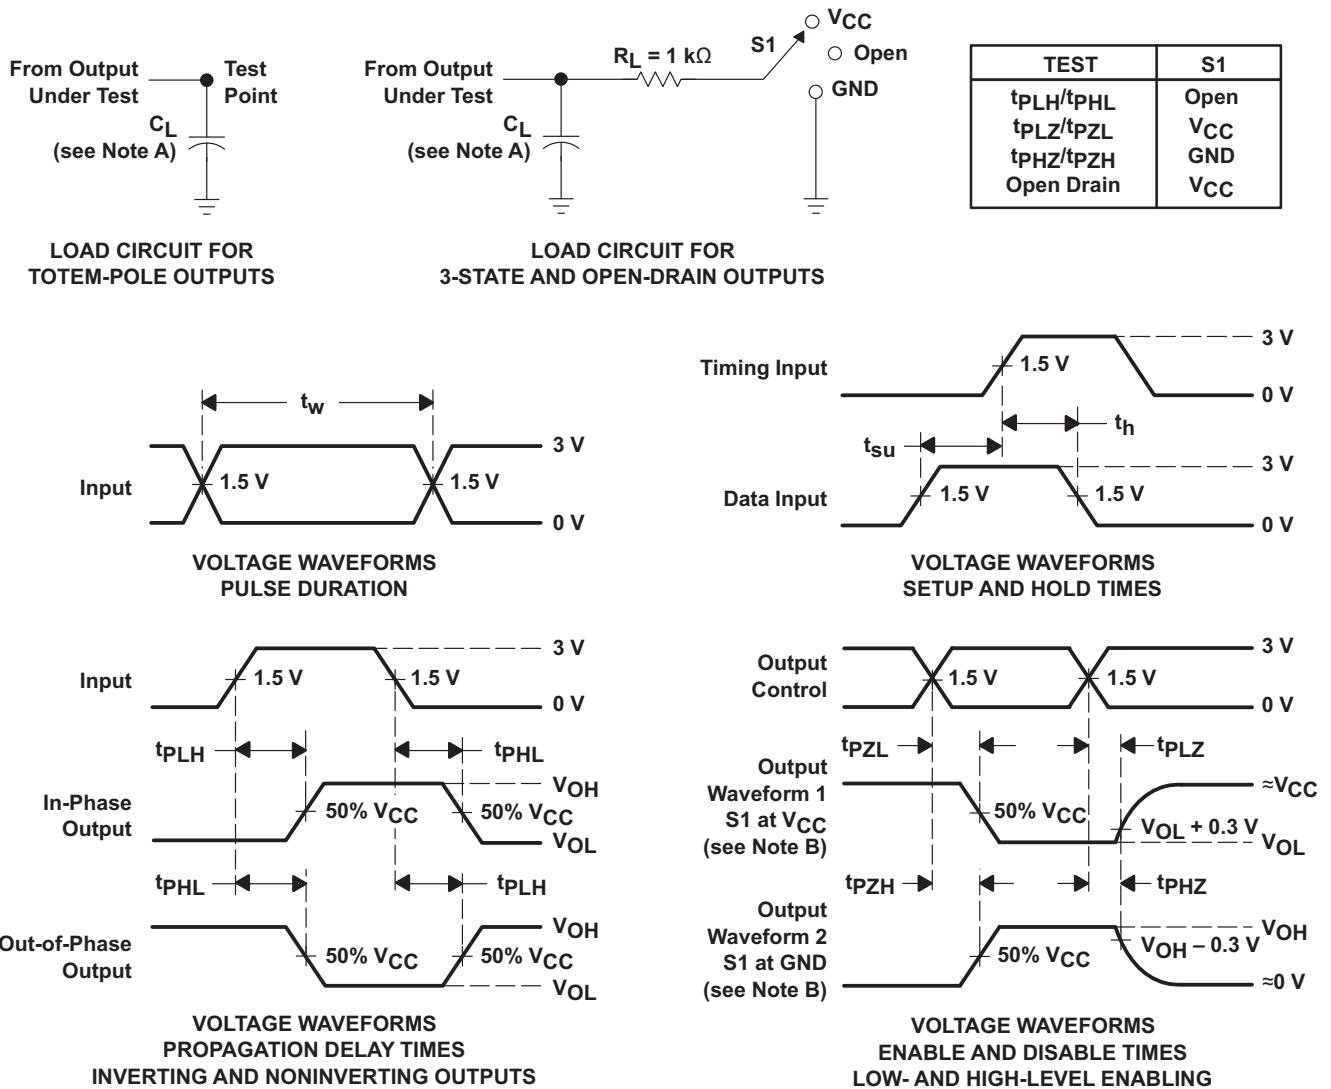 From Output
Under Test
Test
Point
CL
(see Note A)
LOAD CIRCUIT FOR
TOTEM-POLE OUTPUTS
From Output
Under Test
RL = 1 kΩ
S1
VCC
Open
GND
CL
(see Note A)
LOAD CIRCUIT FOR
3-STATE AND OPEN-DRAIN OUTPUTS
TEST S1
tPLH/tPHL Open
tPLZ/tPZL VCC
tPHZ/tPZH GND
Open Drain VCC
tw
Input
3 V
1.5 V
1.5 V
0 V
VOLTAGE WAVEFORMS
PULSE DURATION
Timing Input
3 V
1.5 V
0 V
th
tsu
Data Input
3 V
1.5 V
1.5 V
0 V
VOLTAGE WAVEFORMS
SETUP AND HOLD TIMES
Input
3 V
1.5 V
1.5 V
0 V
tPLH
tPHL
In-Phase
Output
VOH
50% VCC
50% VCC
VOL
tPHL
tPLH
Out-of-Phase
Output
VOH
50% VCC
50% VCC
VOL
VOLTAGE WAVEFORMS
PROPAGATION DELAY TIMES
INVERTING AND NONINVERTING OUTPUTS
Output
Control
3 V
1.5 V
1.5 V
0 V
tPZL
tPLZ
Output
Waveform 1
S1 at VCC
(see Note B)
≈VCC
50% VCC
VOL + 0.3 V
VOL
tPZH
tPHZ
Output
Waveform 2
S1 at GND
(see Note B)
VOH
50% VCC
VOH – 0.3 V
≈0 V
VOLTAGE WAVEFORMS
ENABLE AND DISABLE TIMES
LOW- AND HIGH-LEVEL ENABLING